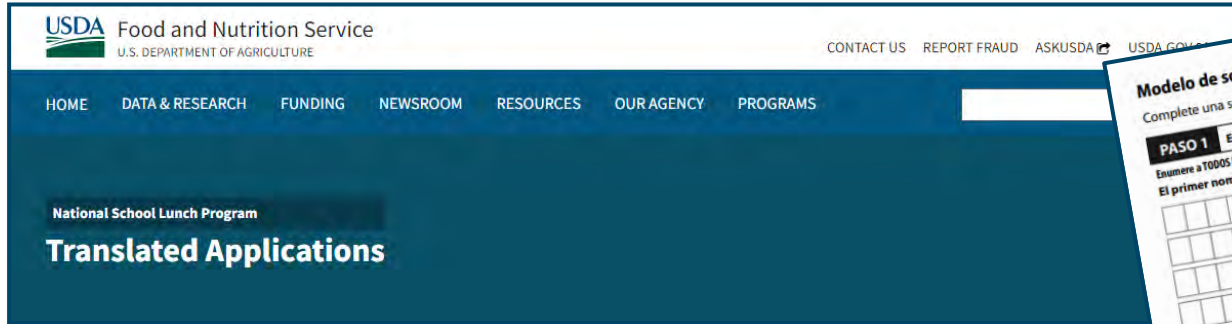 USDA Food and Nutrition Service
U.S. DEPARTMENT OF AGRICULTURE
CONTACT US REPORT FRAUD ASKUSDA USDA.GOV
HOME DATA & RESEARCH FUNDING NEWSROOM RESOURCES OUR AGENCY PROGRAMS
National School Lunch Program
Translated Applications
Modelo de
Complete una
PASO 1
Enumere a TODOS
El primer